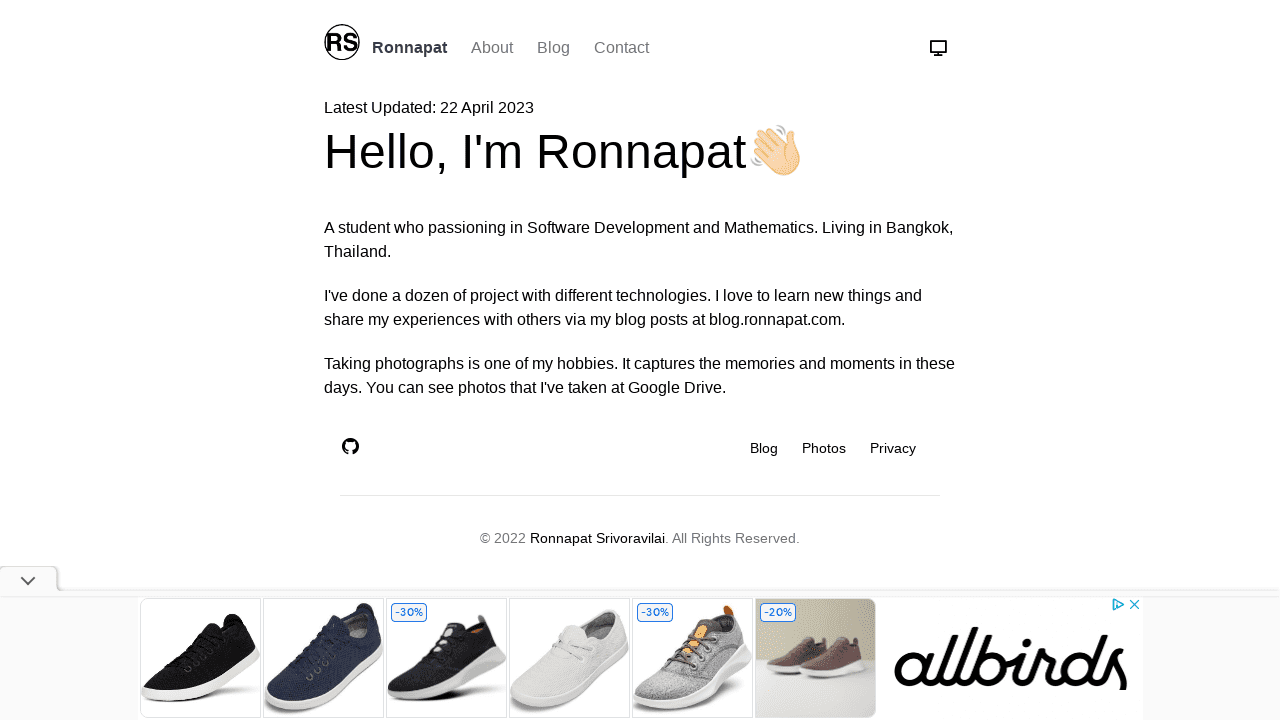 RS
Ronnapat About Blog Contact
Latest Updated: 22 April 2023
Hello, I'm Ronnapat
A student who passioning in Software Development and Mathematics. Living in Bangkok,
Thailand.
I've done a dozen of project with different technologies. I love to learn new things and
share my experiences with others via my blog posts at blog.ronnapat.com.
Taking photographs is one of my hobbies. It captures the memories and moments in these
days. You can see photos that I've taken at Google Drive.
Blog Photos Privacy
© 2022 Ronnapat Srivoravilai. All Rights Reserved.
-30% -30% -20%
allbirds